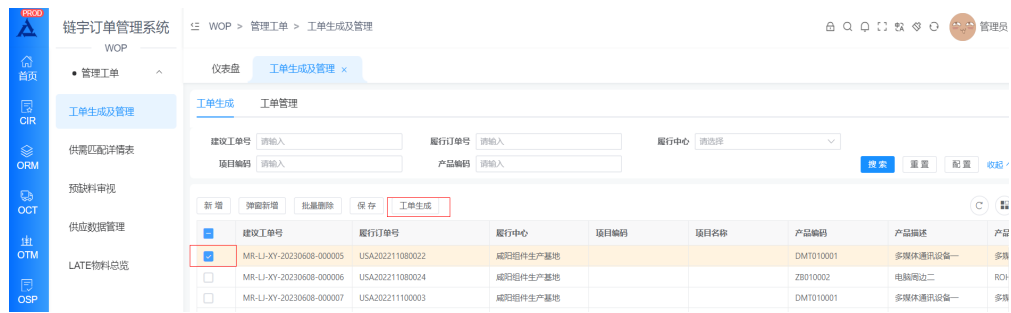 PROD
链宇订单管理系统
WOP
WOP > 管理工单 > 工单生成及管理
管理员
首页
CIR
ORM
OCT
OTM
OSP
管理工单
工单生成及管理
供需匹配详情表
预缺料审视
供应数据管理
LATE物料总览
仪表盘 工单生成及管理 ×
工单生成 工单管理
建议工单号 请输入 履行订单号 请输入 履行中心 请选择
项目编码 请输入 产品编码 请输入 搜索 重置 配置 收起
新增 弹窗新增 批量删除 保存 工单生成
建议工单号 履行订单号 履行中心 项目编码 项目名称 产品编码 产品描述 产品
MR-LJ-XY-20230608-000005 USA202211080022 咸阳组件生产基地 DMT010001 多媒体通讯设备一 多媒
MR-LJ-XY-20230608-000006 USA202211080024 咸阳组件生产基地 ZB010002 电脑周边二 ROH
MR-LJ-XY-20230608-000007 USA202211100003 咸阳组件生产基地 DMT010001 多媒体通讯设备一 多媒